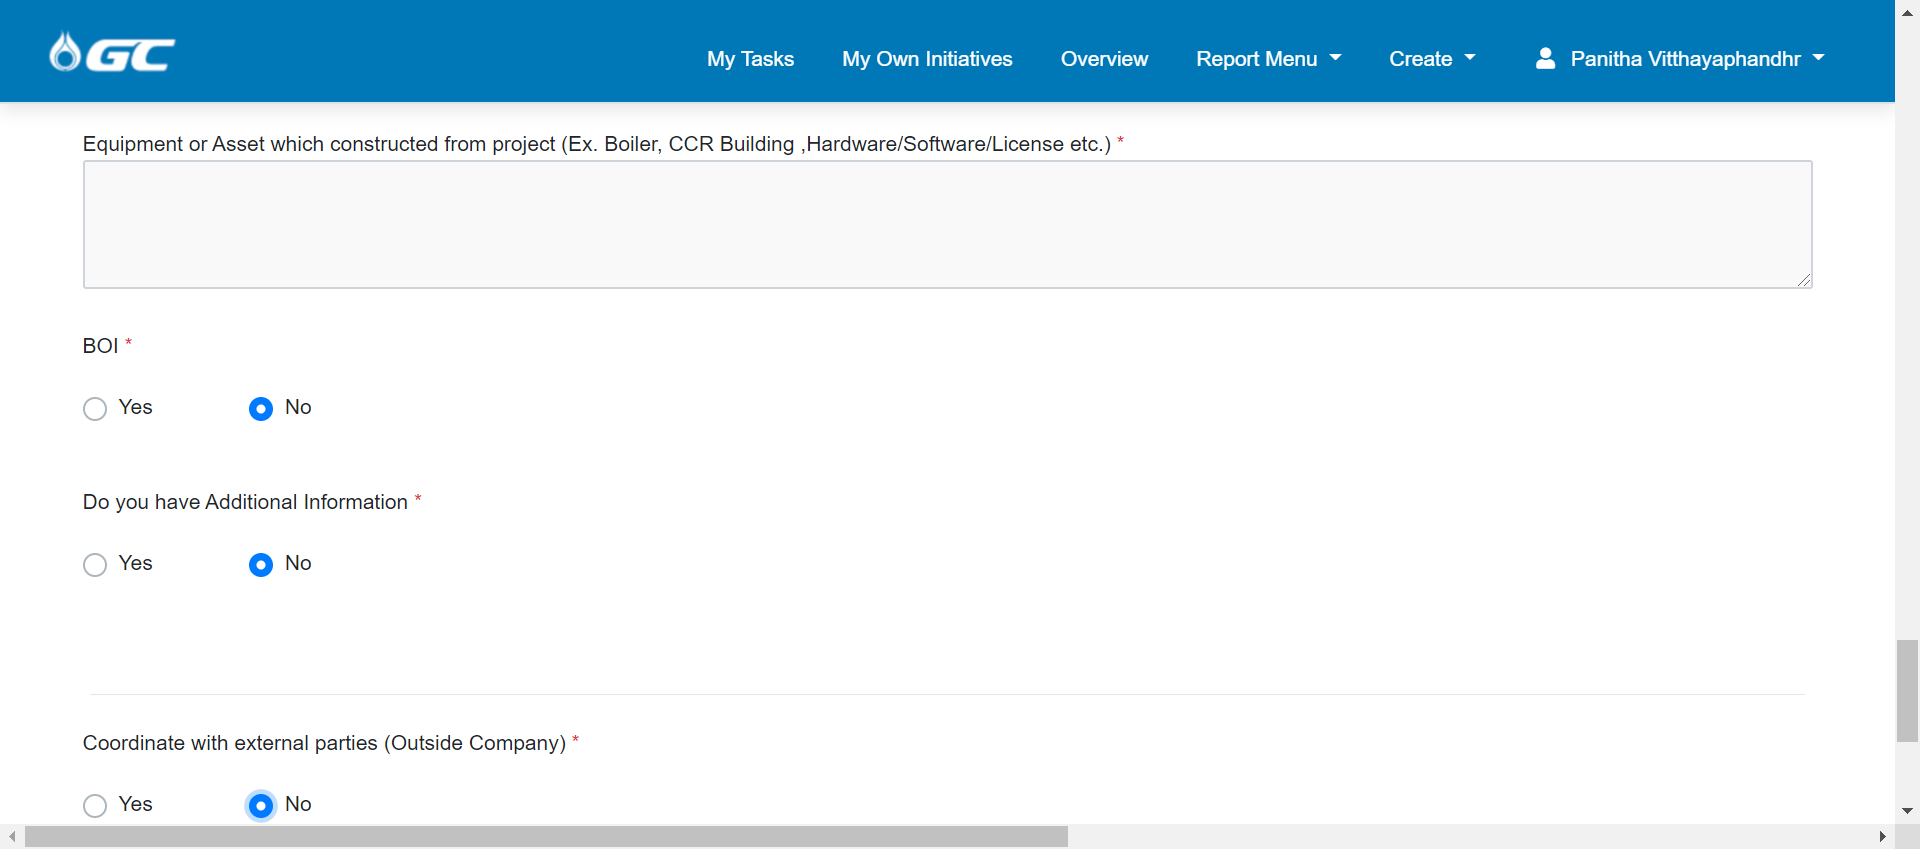 GC
My Tasks My Own Initiatives Overview Report Menu Create Panitha Vitthayaphandhr
Equipment or Asset which constructed from project (Ex. Boiler, CCR Building ,Hardware/Software/License etc.) *
BOI *
Yes No
Do you have Additional Information *
Yes No
Coordinate with external parties (Outside Company) *
Yes No